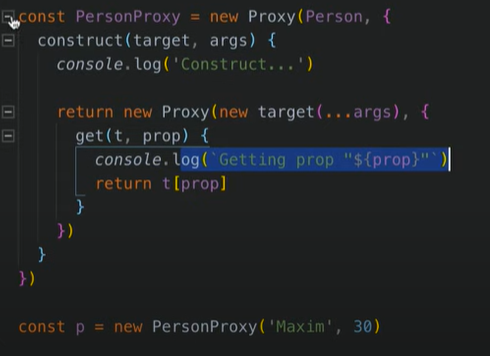 const PersonProxy = new Proxy(Person, {
  construct(target, args) {
    console.log('Construct...')

    return new Proxy(new target(...args), {
      get(t, prop) {
        console.log(`Getting prop "${prop}"`)
        return t[prop]
      }
    })
  }
})

const p = new PersonProxy('Maxim', 30)